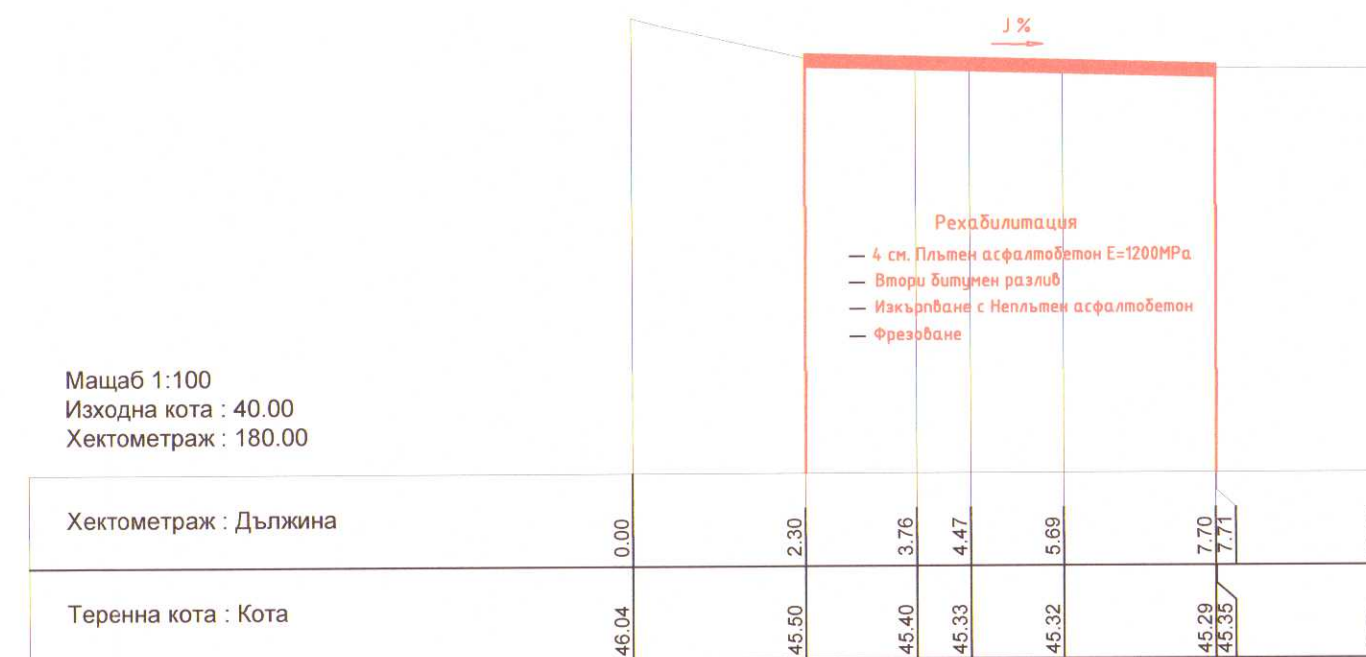 J %
Рехабилитация
— 4 см. Плътен асфалтобетон E=1200MPa
— Втори битумен разлив
— Изкърпване с Неплътен асфалтобетон
— Фрезоване
Мащаб 1:100
Изходна кота : 40.00
Хектометраж : 180.00
Хектометраж : Дължина 0.00 2.30 3.76 4.47 5.69 7.70 7.71
Теренна кота : Кота 46.04 45.50 45.40 45.33 45.32 45.29 45.35